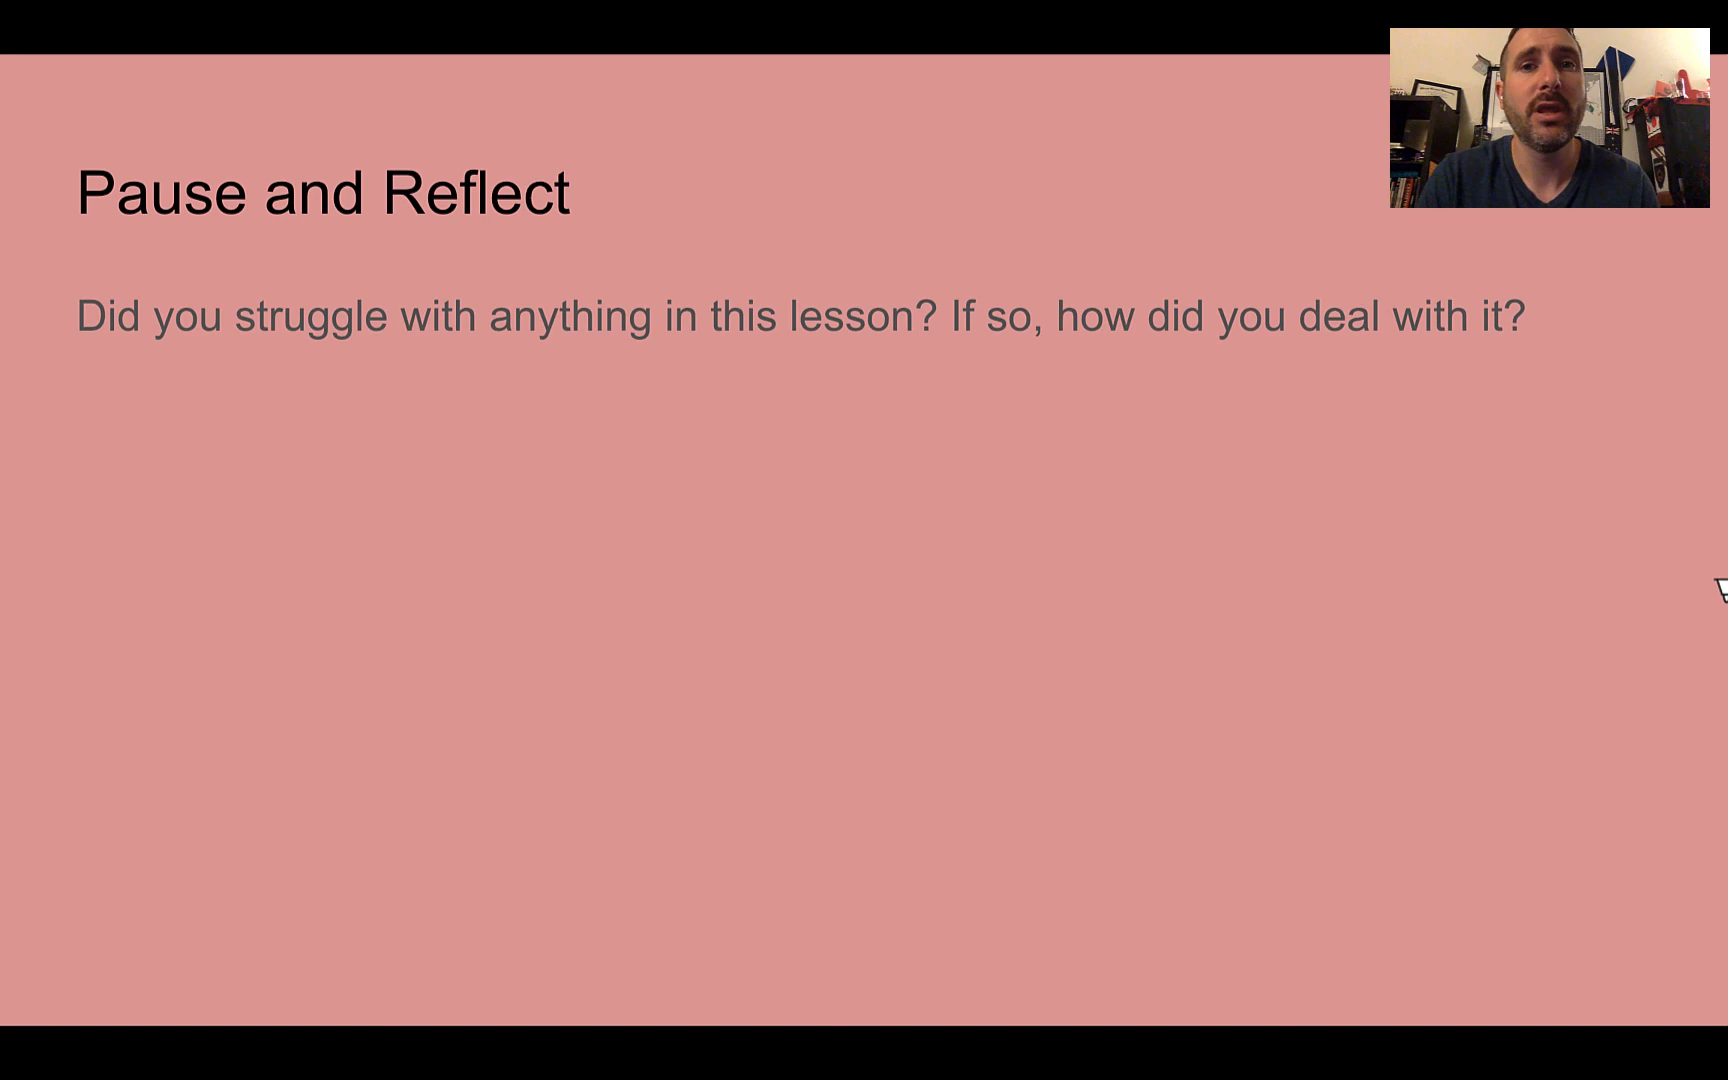 Pause and Reflect
Did you struggle with anything in this lesson? If so, how did you deal with it?